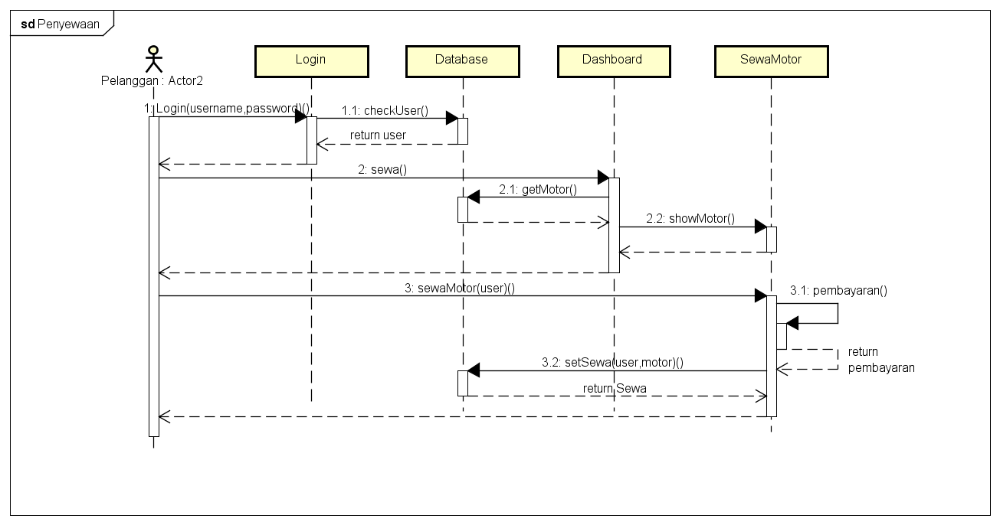 sd Penyewaan
Pelanggan : Actor2
Login
Database
Dashboard
SewaMotor
1: Login(username,password)()
1.1: checkUser()
return user
2: sewa()
2.1: getMotor()
2.2: showMotor()
3: sewaMotor(user)()
3.1: pembayaran()
return
pembayaran
3.2: setSewa(user,motor)()
return Sewa